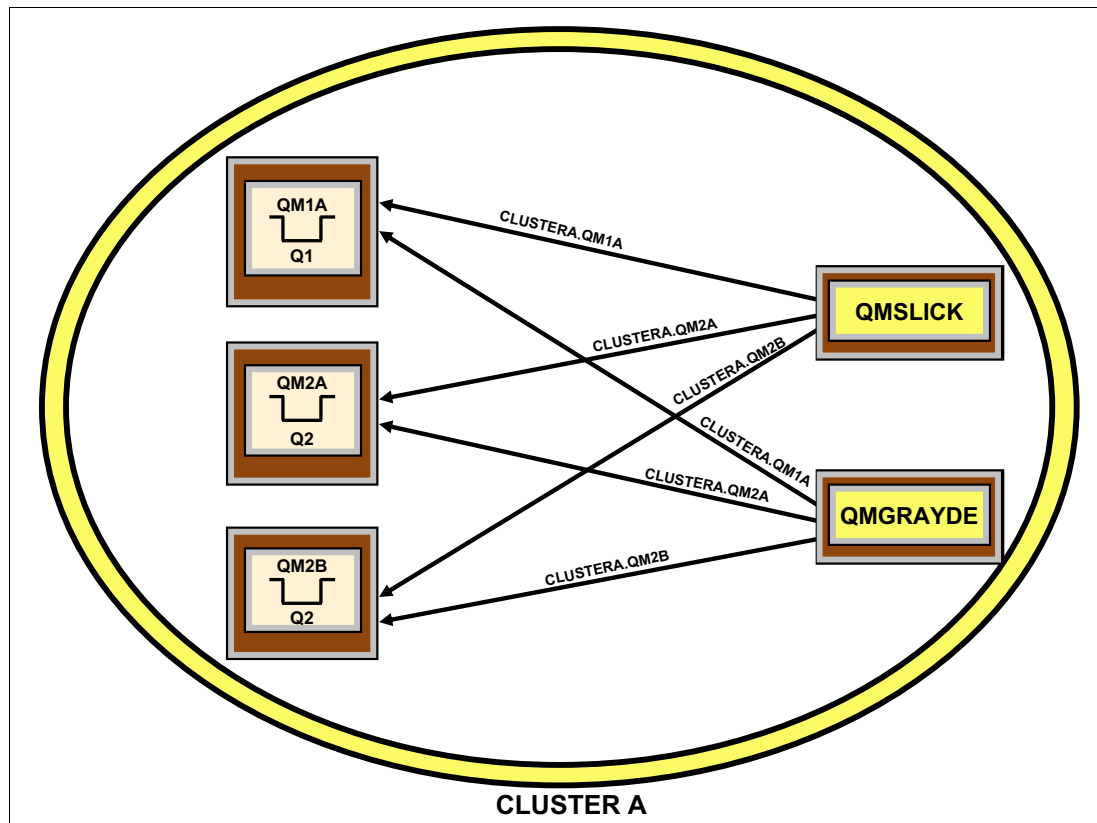 QM1A
Q1
CLUSTERA.QM1A
QMSLICK
CLUSTERA.QM2A
CLUSTERA.QM2B
QM2A
Q2
CLUSTERA.QM1A
CLUSTERA.QM2A
QMGRAYDE
QM2B
Q2
CLUSTERA.QM2B
CLUSTER A